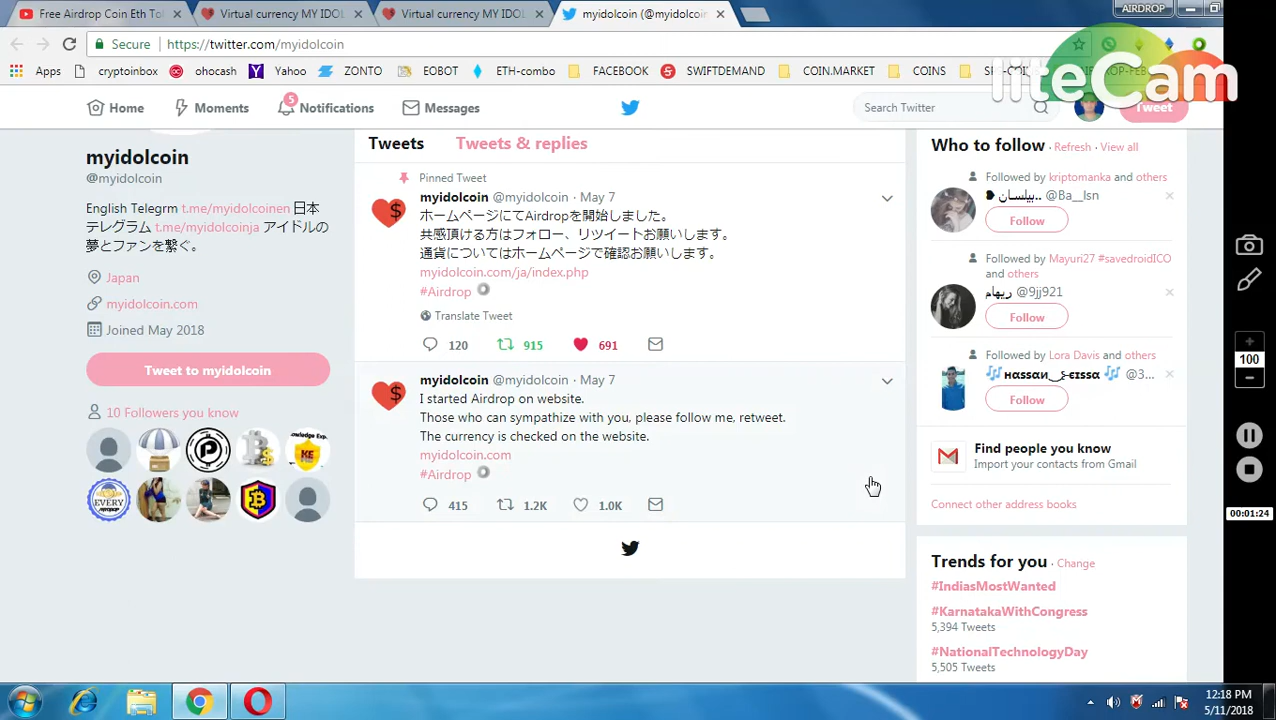 Free Airdrop Coin Eth Tol
Virtual currency MY IDOL
Virtual currency MY IDOL
myidolcoin (@myidolcoin
AIRDROP
Secure
https://twitter.com/myidolcoin
Apps
cryptoinbox
ohocash
Yahoo
FOBOT
ETH-combo
FACEBOOK
SWIFTDEMAND
COIN.MARKET
COINS
liteCam
Home
Moments
5
Notifications
Messages
Search Twitter
Tweet
myidolcoin
@myidolcoin
English Telegrm t.me/myidolcoinen 日本
テレグラム t.me/myidolcoinja アイドルの
夢とファンを繋ぐ。
Japan
myidolcoin.com
Joined May 2018
Tweet to myidolcoin
10 Followers you know
Tweets
Tweets & replies
Pinned Tweet
myidolcoin @myidolcoin · May 7
ホームページにてAirdropを開始しました。
共感頂ける方はフォロー、リツイートお願いします。
通貨についてはホームページで確認お願いします。
myidolcoin.com/ja/index.php
#Airdrop
Translate Tweet
120
915
691
myidolcoin @myidolcoin · May 7
I started Airdrop on website.
Those who can sympathize with you, please follow me, retweet.
The currency is checked on the website.
myidolcoin.com
#Airdrop
415
1.2K
1.0K
Who to follow · Refresh · View all
Followed by kriptomanka and others
بيلسان.. @Ba__lsn
Follow
Followed by Mayuri27 #savedroidICO
and others
ريهام @9jj921
Follow
Followed by Lora Davis and others
@3...
Follow
Find people you know
Import your contacts from Gmail
Connect other address books
Trends for you · Change
#IndiasMostWanted
#KarnatakaWithCongress
5,394 Tweets
#NationalTechnologyDay
5,505 Tweets
100
00:01:24
12:18 PM
5/11/2018